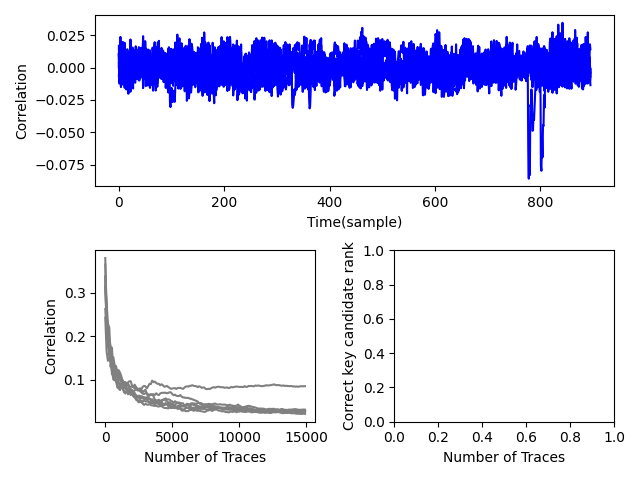 0.025
0.000
−0.025
−0.050
−0.075
Correlation
0 200 400 600 800
Time(sample)
0.3
0.2
0.1
Correlation
0 5000 10000 15000
Number of Traces
1.0
0.8
0.6
0.4
0.2
0.0
Correct key candidate rank
0.0 0.2 0.4 0.6 0.8 1.0
Number of Traces